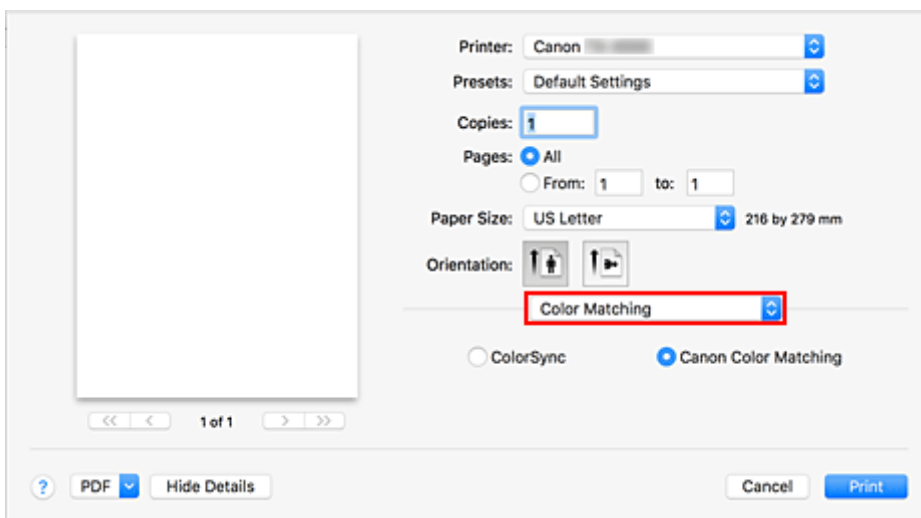 Printer: Canon
Presets: Default Settings
Copies: 1
Pages: All
From: 1 to: 1
Paper Size: US Letter 216 by 279 mm
Orientation:
Color Matching
ColorSync Canon Color Matching
<< < 1 of 1 > >>
? PDF Hide Details Cancel Print